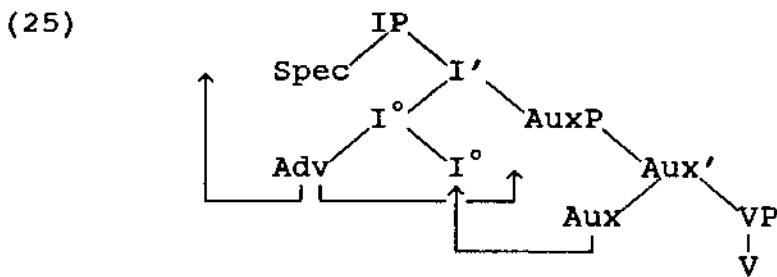 (25) IP
Spec I'
I° AuxP
Adv I° Aux'
Aux VP
V